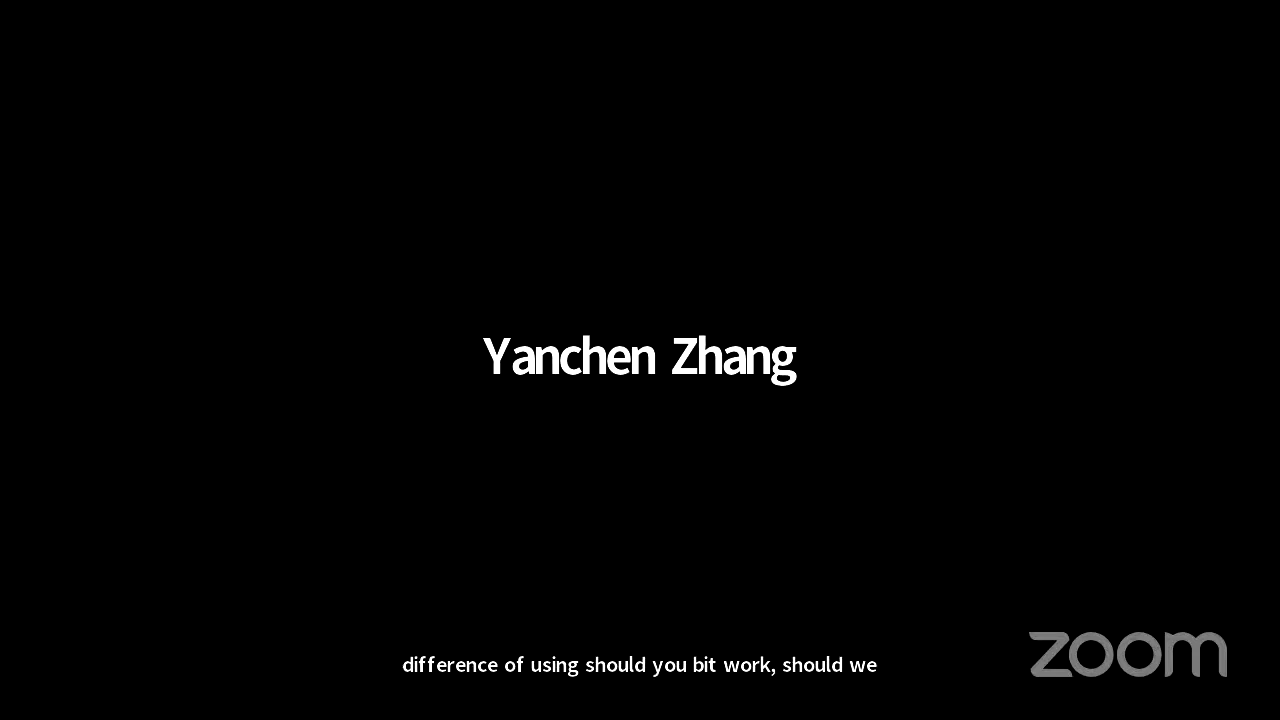 Yanchen Zhang
difference of using should you bit work, should we
zoom